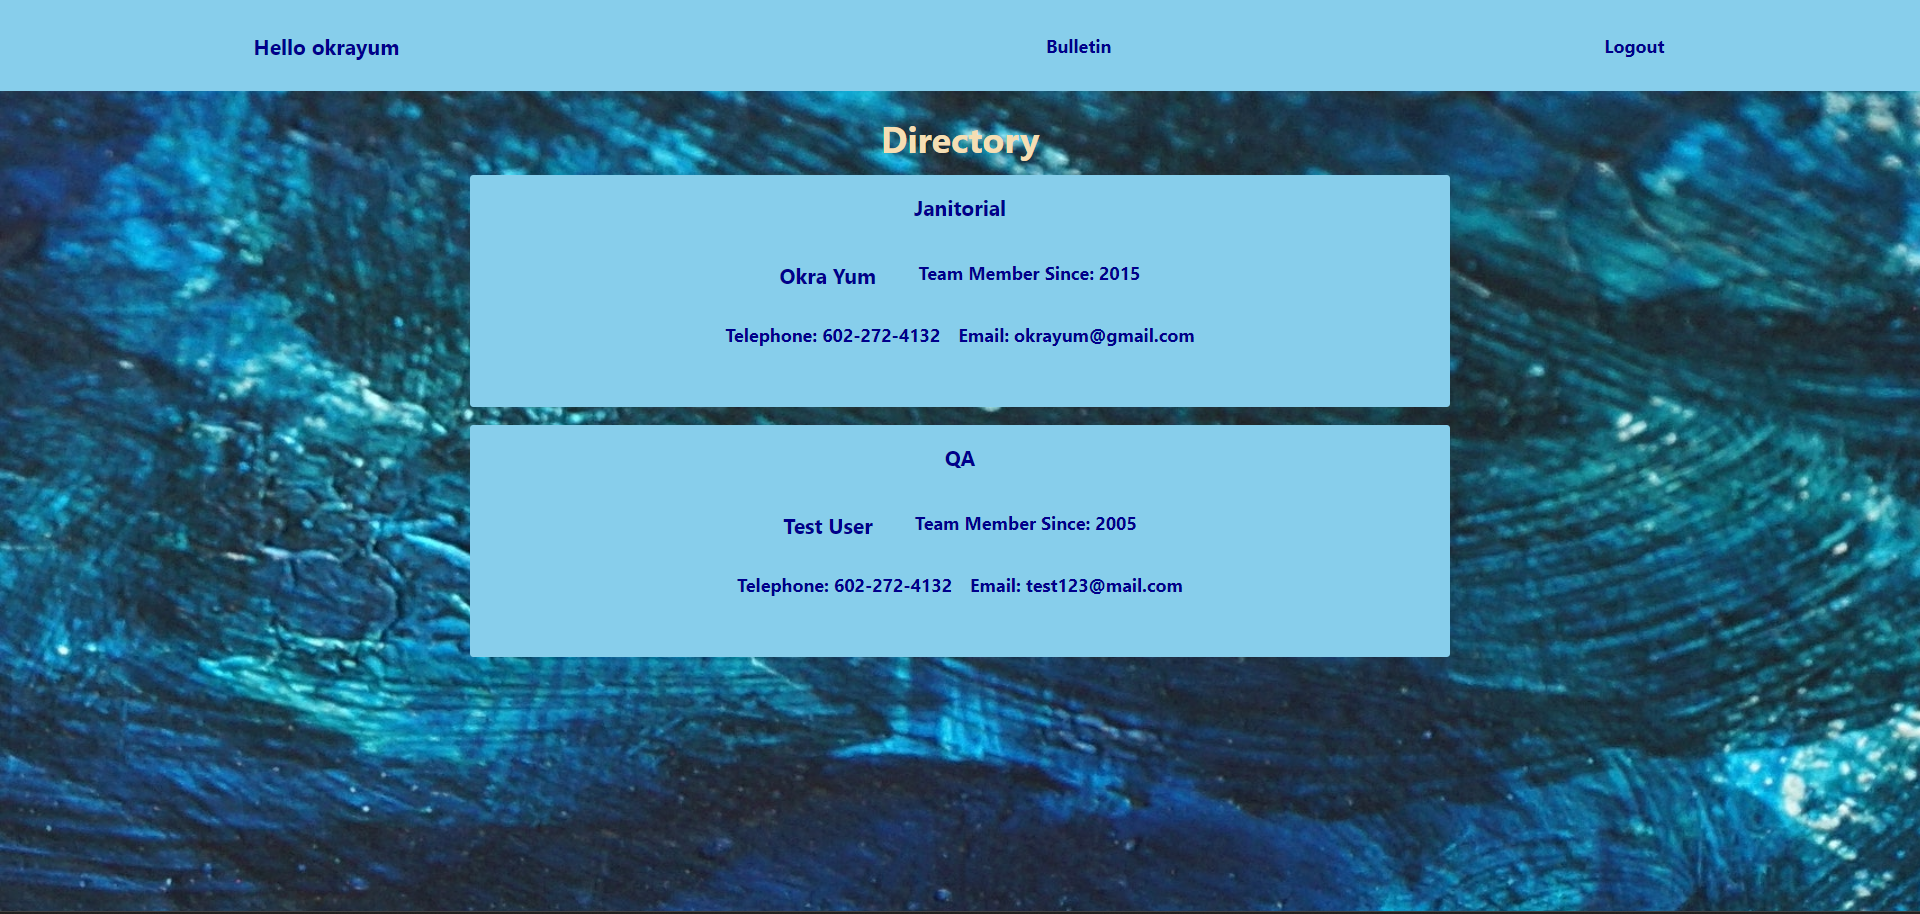 Hello okrayum Bulletin Logout
Directory
Janitorial
Okra Yum Team Member Since: 2015
Telephone: 602-272-4132 Email: okrayum@gmail.com
QA
Test User Team Member Since: 2005
Telephone: 602-272-4132 Email: test123@mail.com